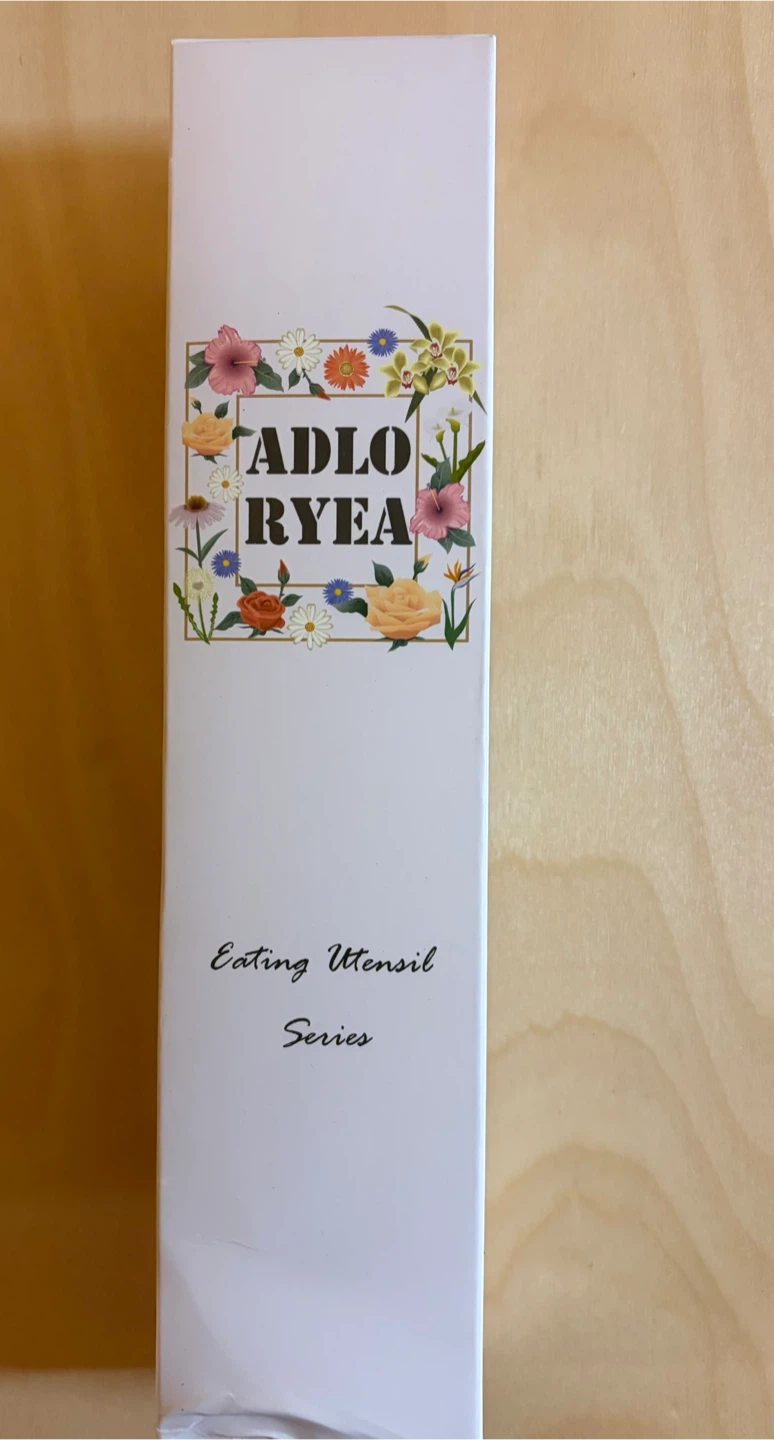 ADLO
RYEA
Eating Utensil
Series